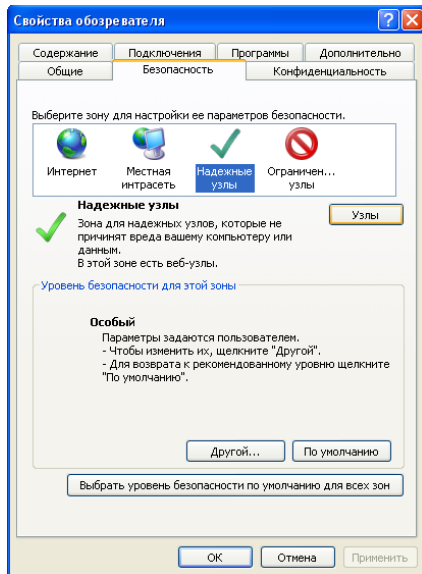 Свойства обозревателя
Содержание Подключения Программы Дополнительно
Общие Безопасность Конфиденциальность
Выберите зону для настройки ее параметров безопасности.
Интернет Местная интрасеть Надежные узлы Ограничен... узлы
Надежные узлы
Узлы
Зона для надежных узлов, которые не
причинят вреда вашему компьютеру или
данным.
В этой зоне есть веб-узлы.
Уровень безопасности для этой зоны
Особый
Параметры задаются пользователем.
- Чтобы изменить их, щелкните "Другой".
- Для возврата к рекомендованному уровню щелкните
"По умолчанию".
Другой... По умолчанию
Выбрать уровень безопасности по умолчанию для всех зон
ОК Отмена Применить